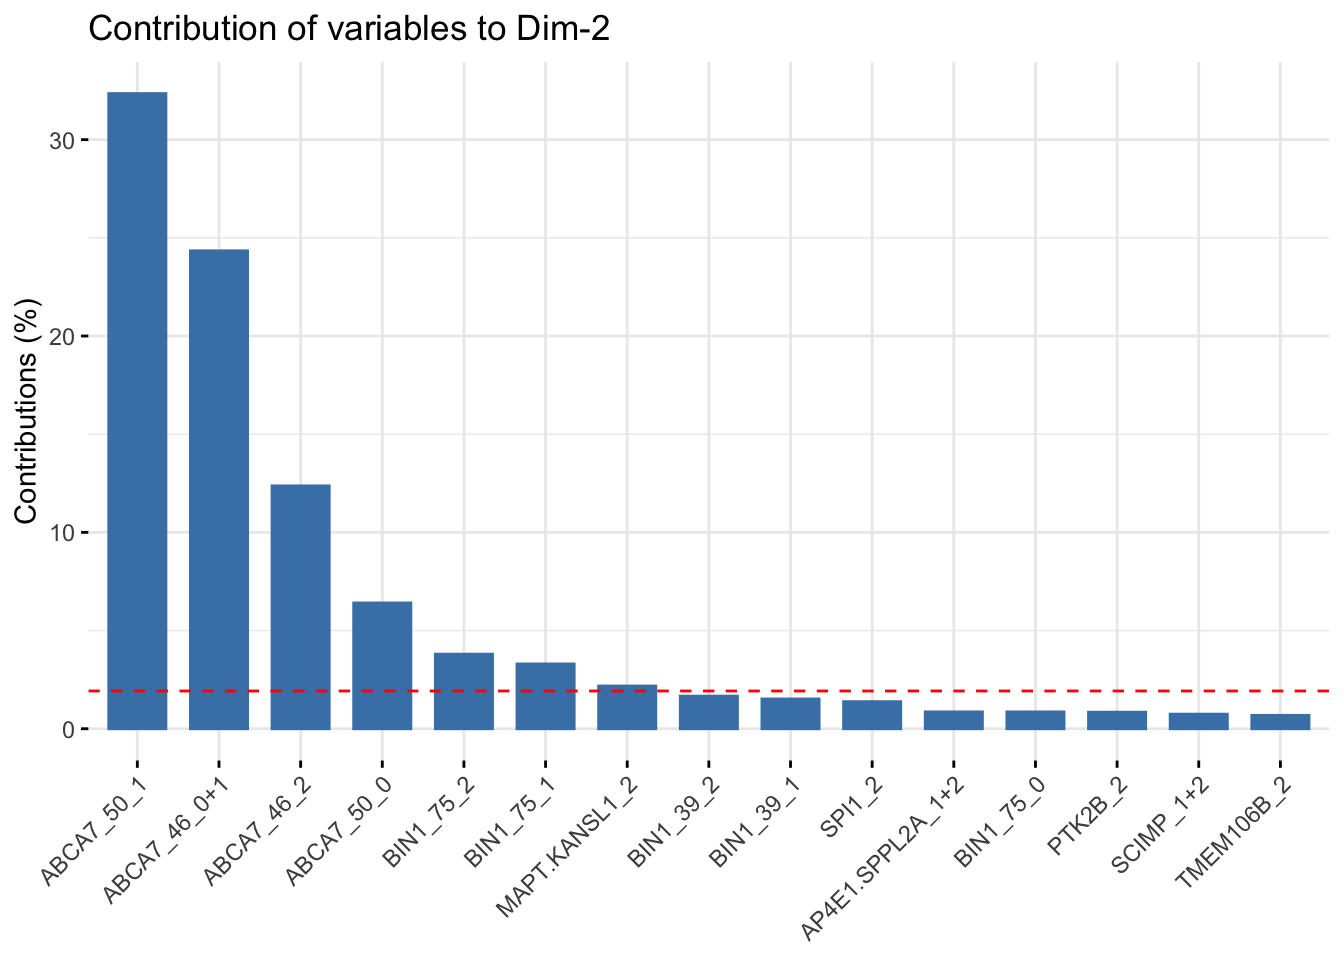 Contribution of variables to Dim-2
Contributions (%)
30
20
10
0
ABCA7_50_1
ABCA7_46_0+1
ABCA7_46_2
ABCA7_50_0
BIN1_75_2
BIN1_75_1
MAPT.KANSL1_2
BIN1_39_2
BIN1_39_1
SPI1_2
AP4E1.SPPL2A_1+2
BIN1_75_0
PTK2B_2
SCIMP_1+2
TMEM106B_2